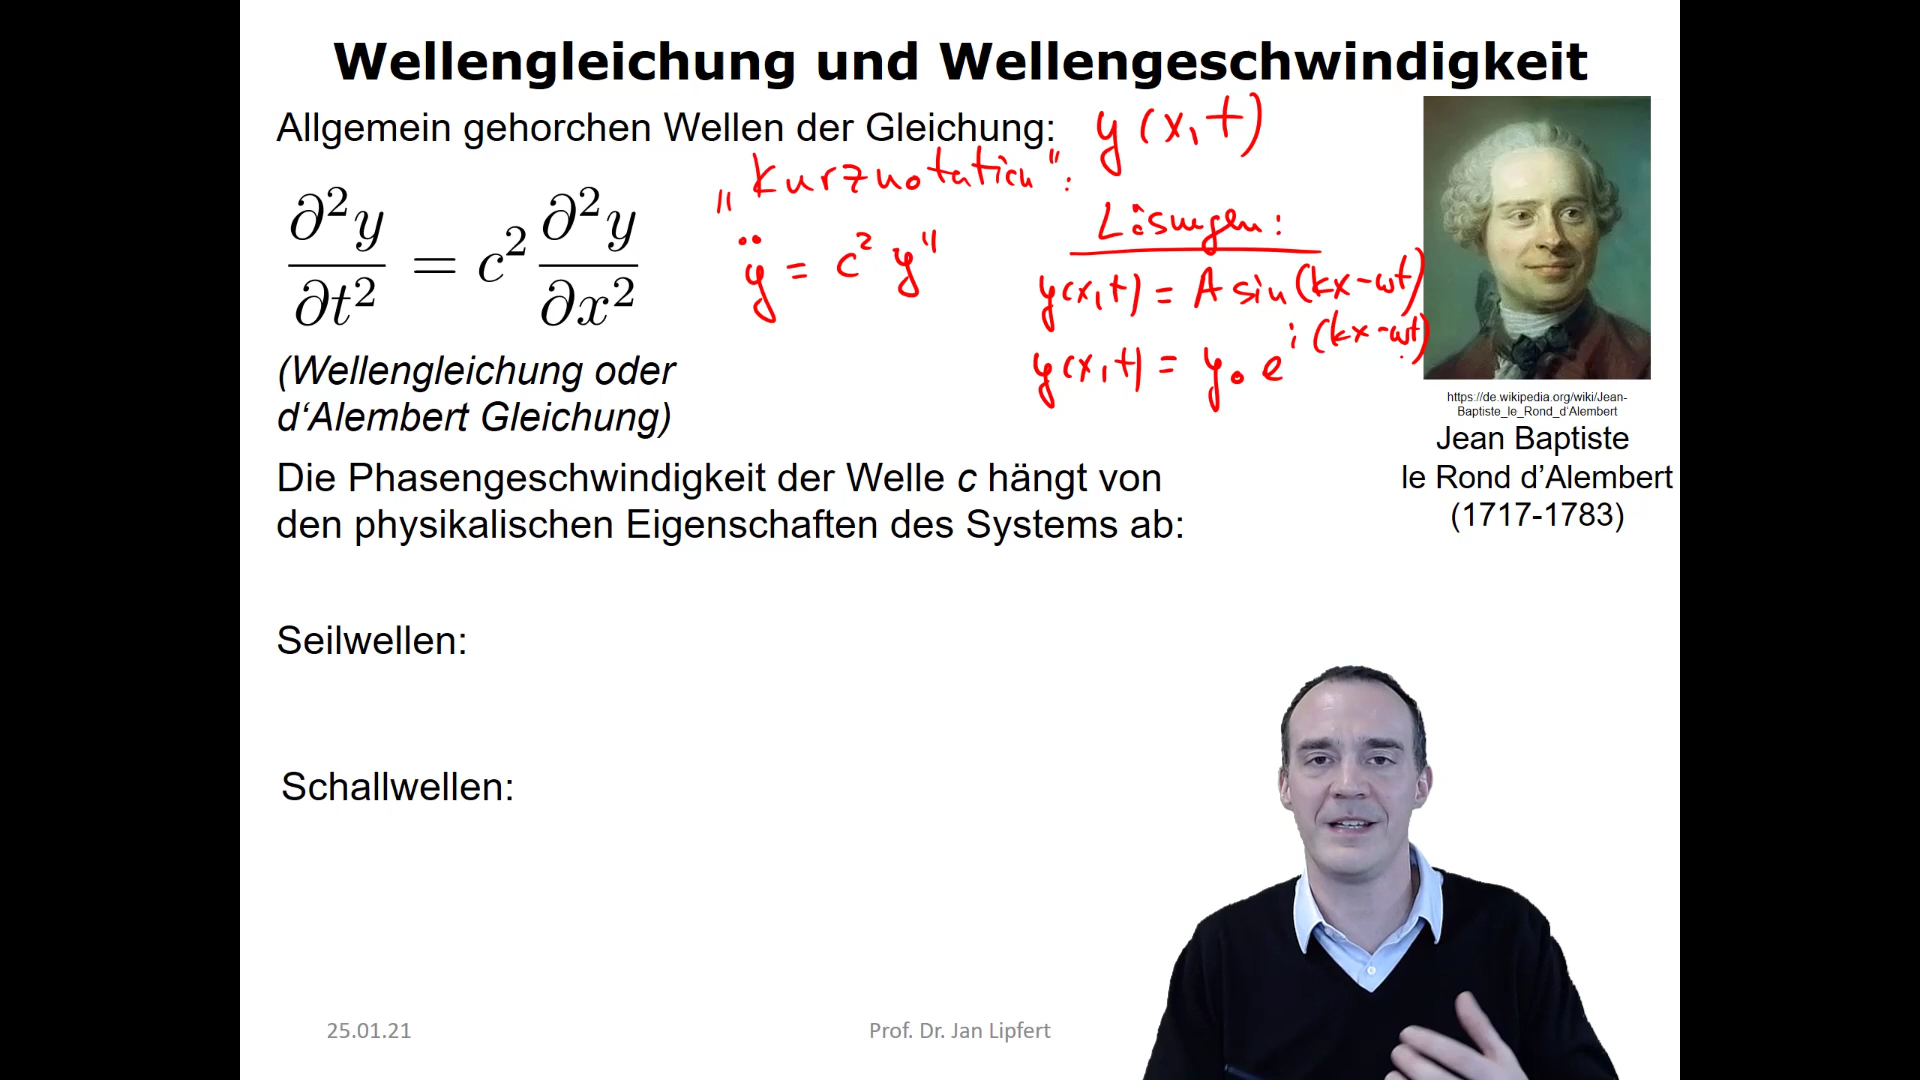 Wellengleichung und Wellengeschwindigkeit
Allgemein gehorchen Wellen der Gleichung: y(x,t)
„Kurznotation":
∂²y/∂t² = c² ∂²y/∂x²
ÿ = c² y"
Lösungen:
y(x,t) = A sin(kx-ωt)
y(x,t) = y₀ e^{i(kx-ωt)}
(Wellengleichung oder
d‘Alembert Gleichung)
https://de.wikipedia.org/wiki/Jean-
Baptiste_le_Rond_d’Alembert
Jean Baptiste
le Rond d’Alembert
(1717-1783)
Die Phasengeschwindigkeit der Welle c hängt von
den physikalischen Eigenschaften des Systems ab:
Seilwellen:
Schallwellen:
25.01.21
Prof. Dr. Jan Lipfert